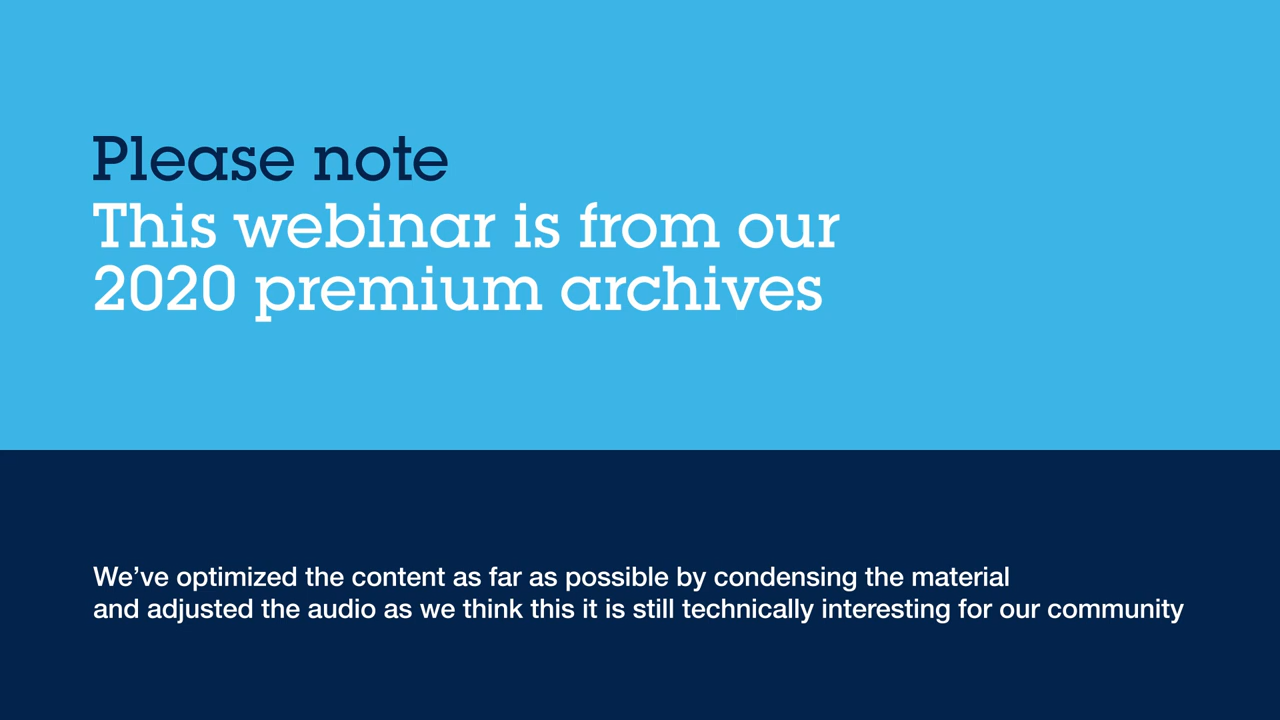 Please note
This webinar is from our
2020 premium archives
We’ve optimized the content as far as possible by condensing the material
and adjusted the audio as we think this it is still technically interesting for our community